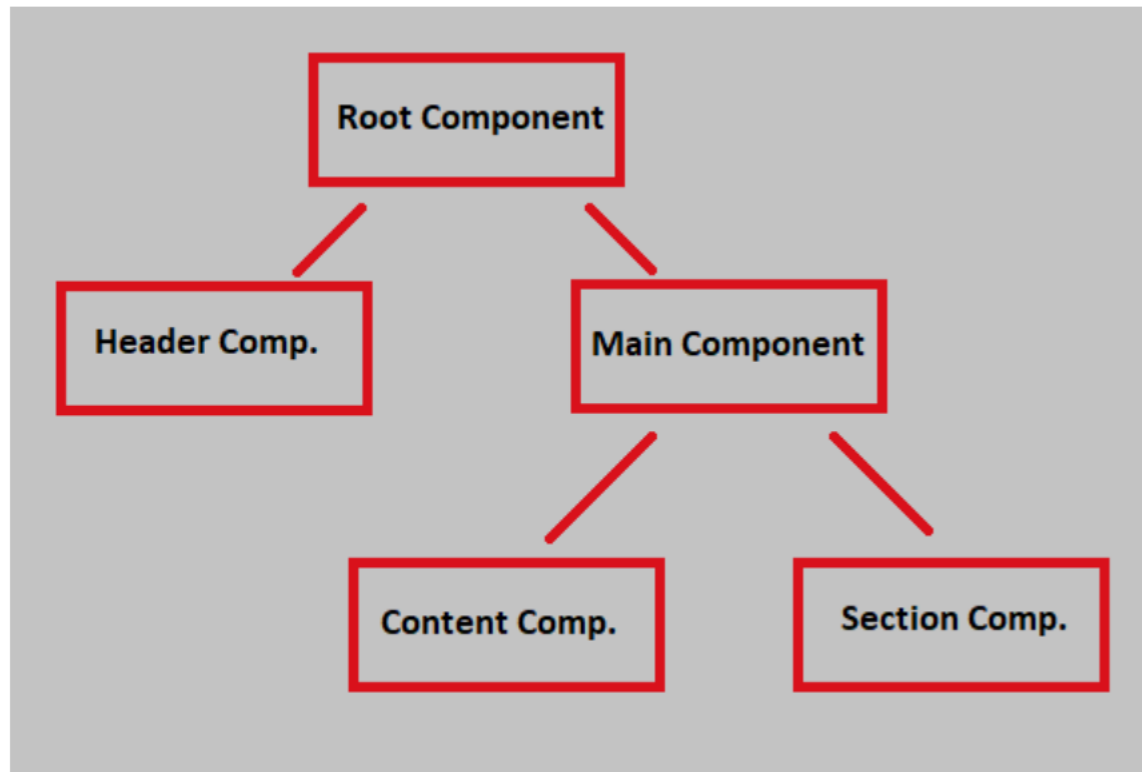 Root Component
Header Comp.
Main Component
Content Comp.
Section Comp.